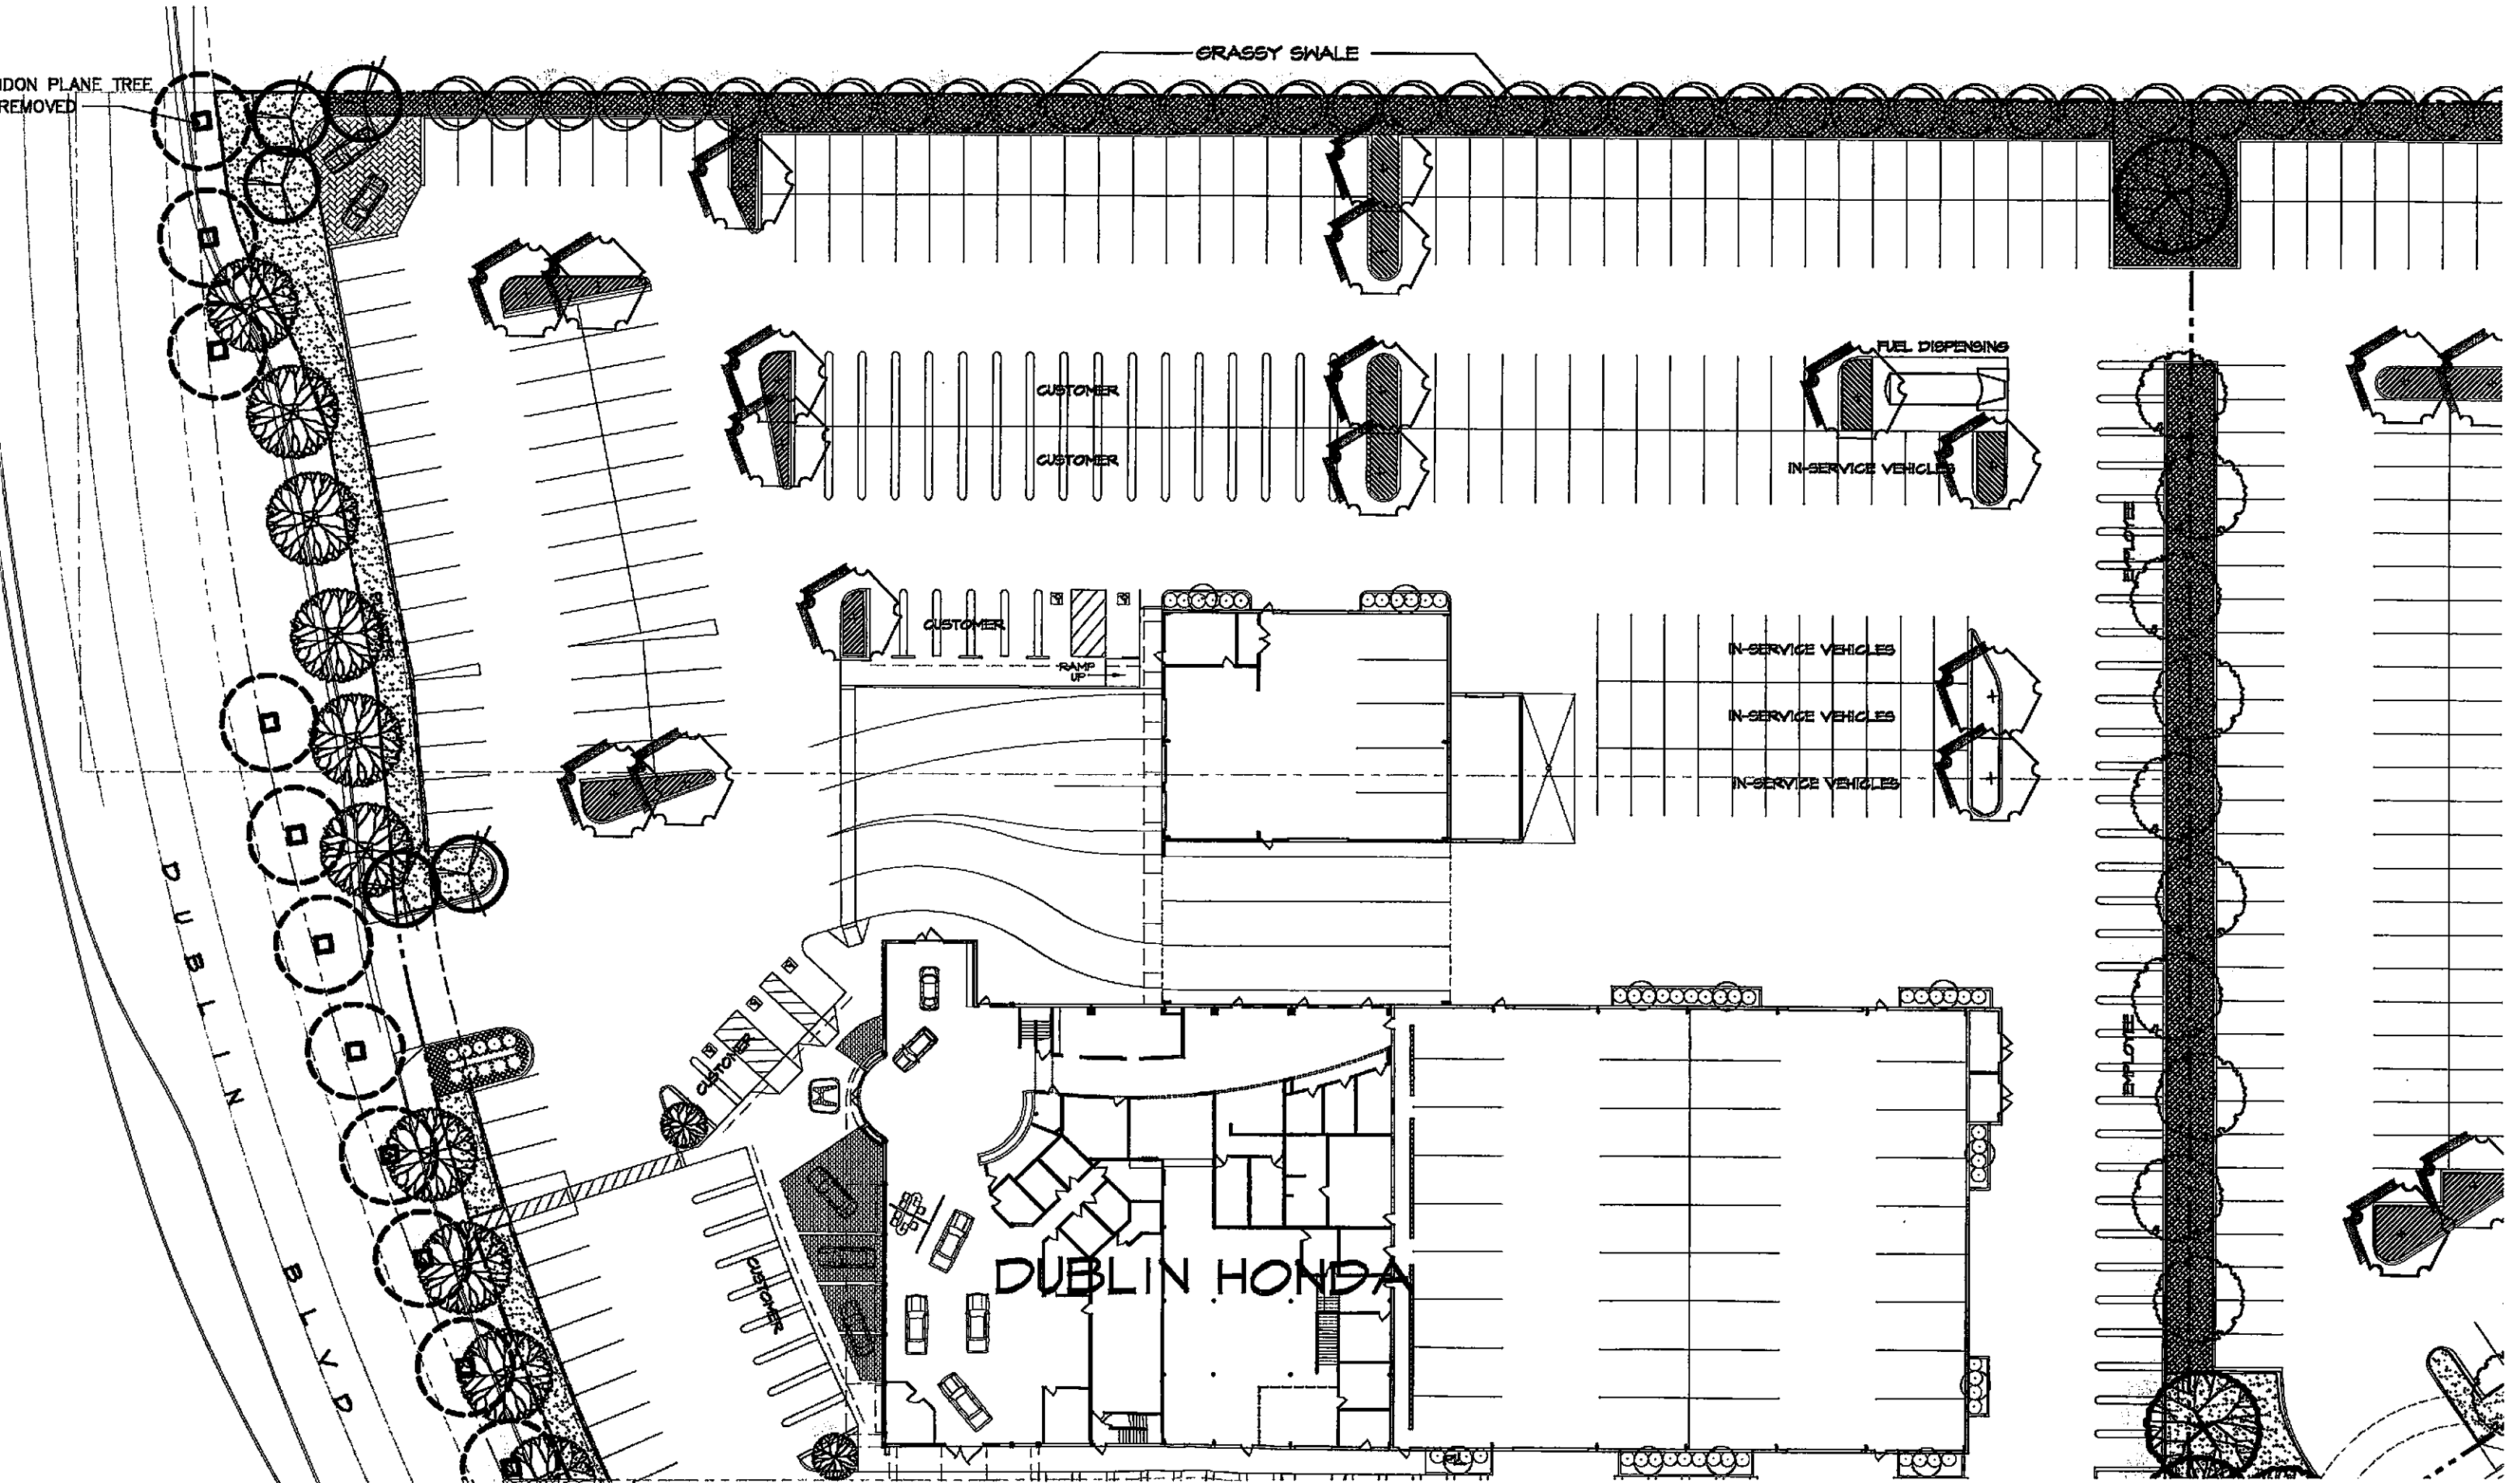 GRASSY SWALE
NDON PLANE TREE
REMOVED
FUEL DISPENSING
CUSTOMER
CUSTOMER
IN-SERVICE VEHICLES
EMPLOYEE
CUSTOMER
RAMP
UP
IN-SERVICE VEHICLES
IN-SERVICE VEHICLES
IN-SERVICE VEHICLES
DUBLIN BLVD
CUSTOMER
EMPLOYEE
CUSTOMER
DUBLIN HONDA